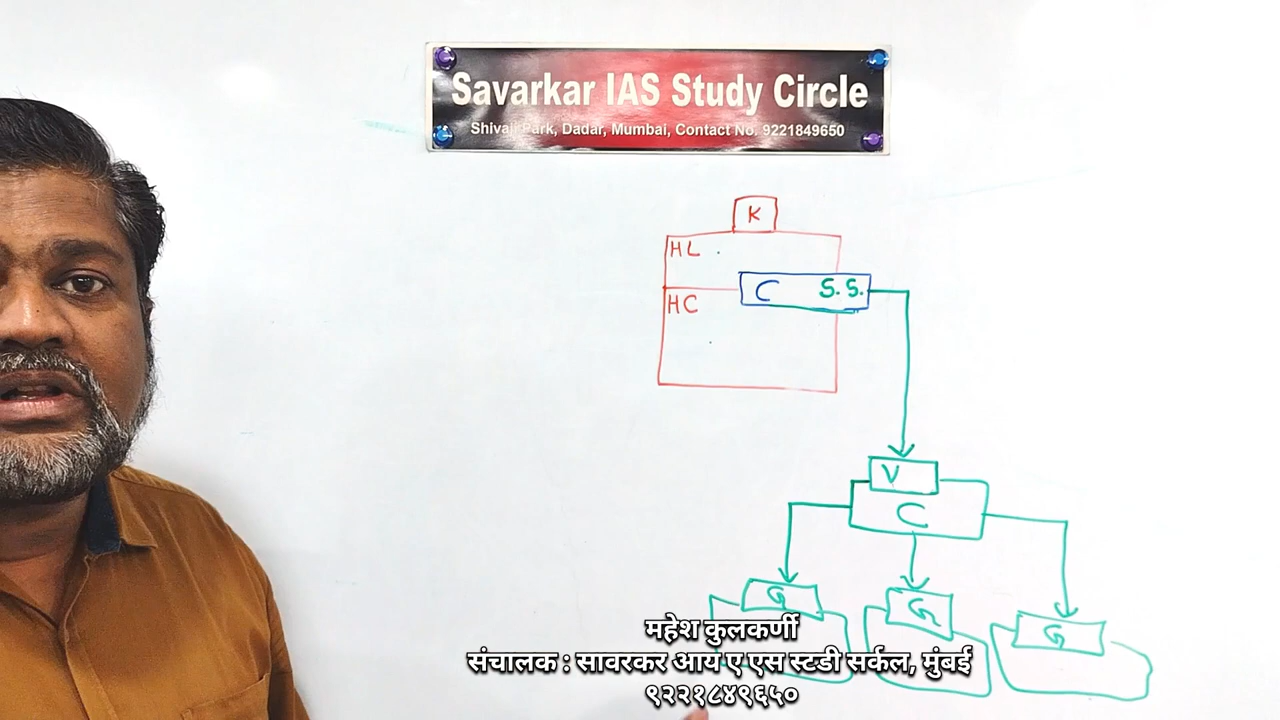 Savarkar IAS Study Circle
Shivaji Park, Dadar, Mumbai, Contact No. 9221849650
K
HL
C S.S.
HC
V
C
G
G
G
महेश कुलकर्णी
संचालक : सावरकर आय ए एस स्टडी सर्कल, मुंबई
९२२१८४९६५०